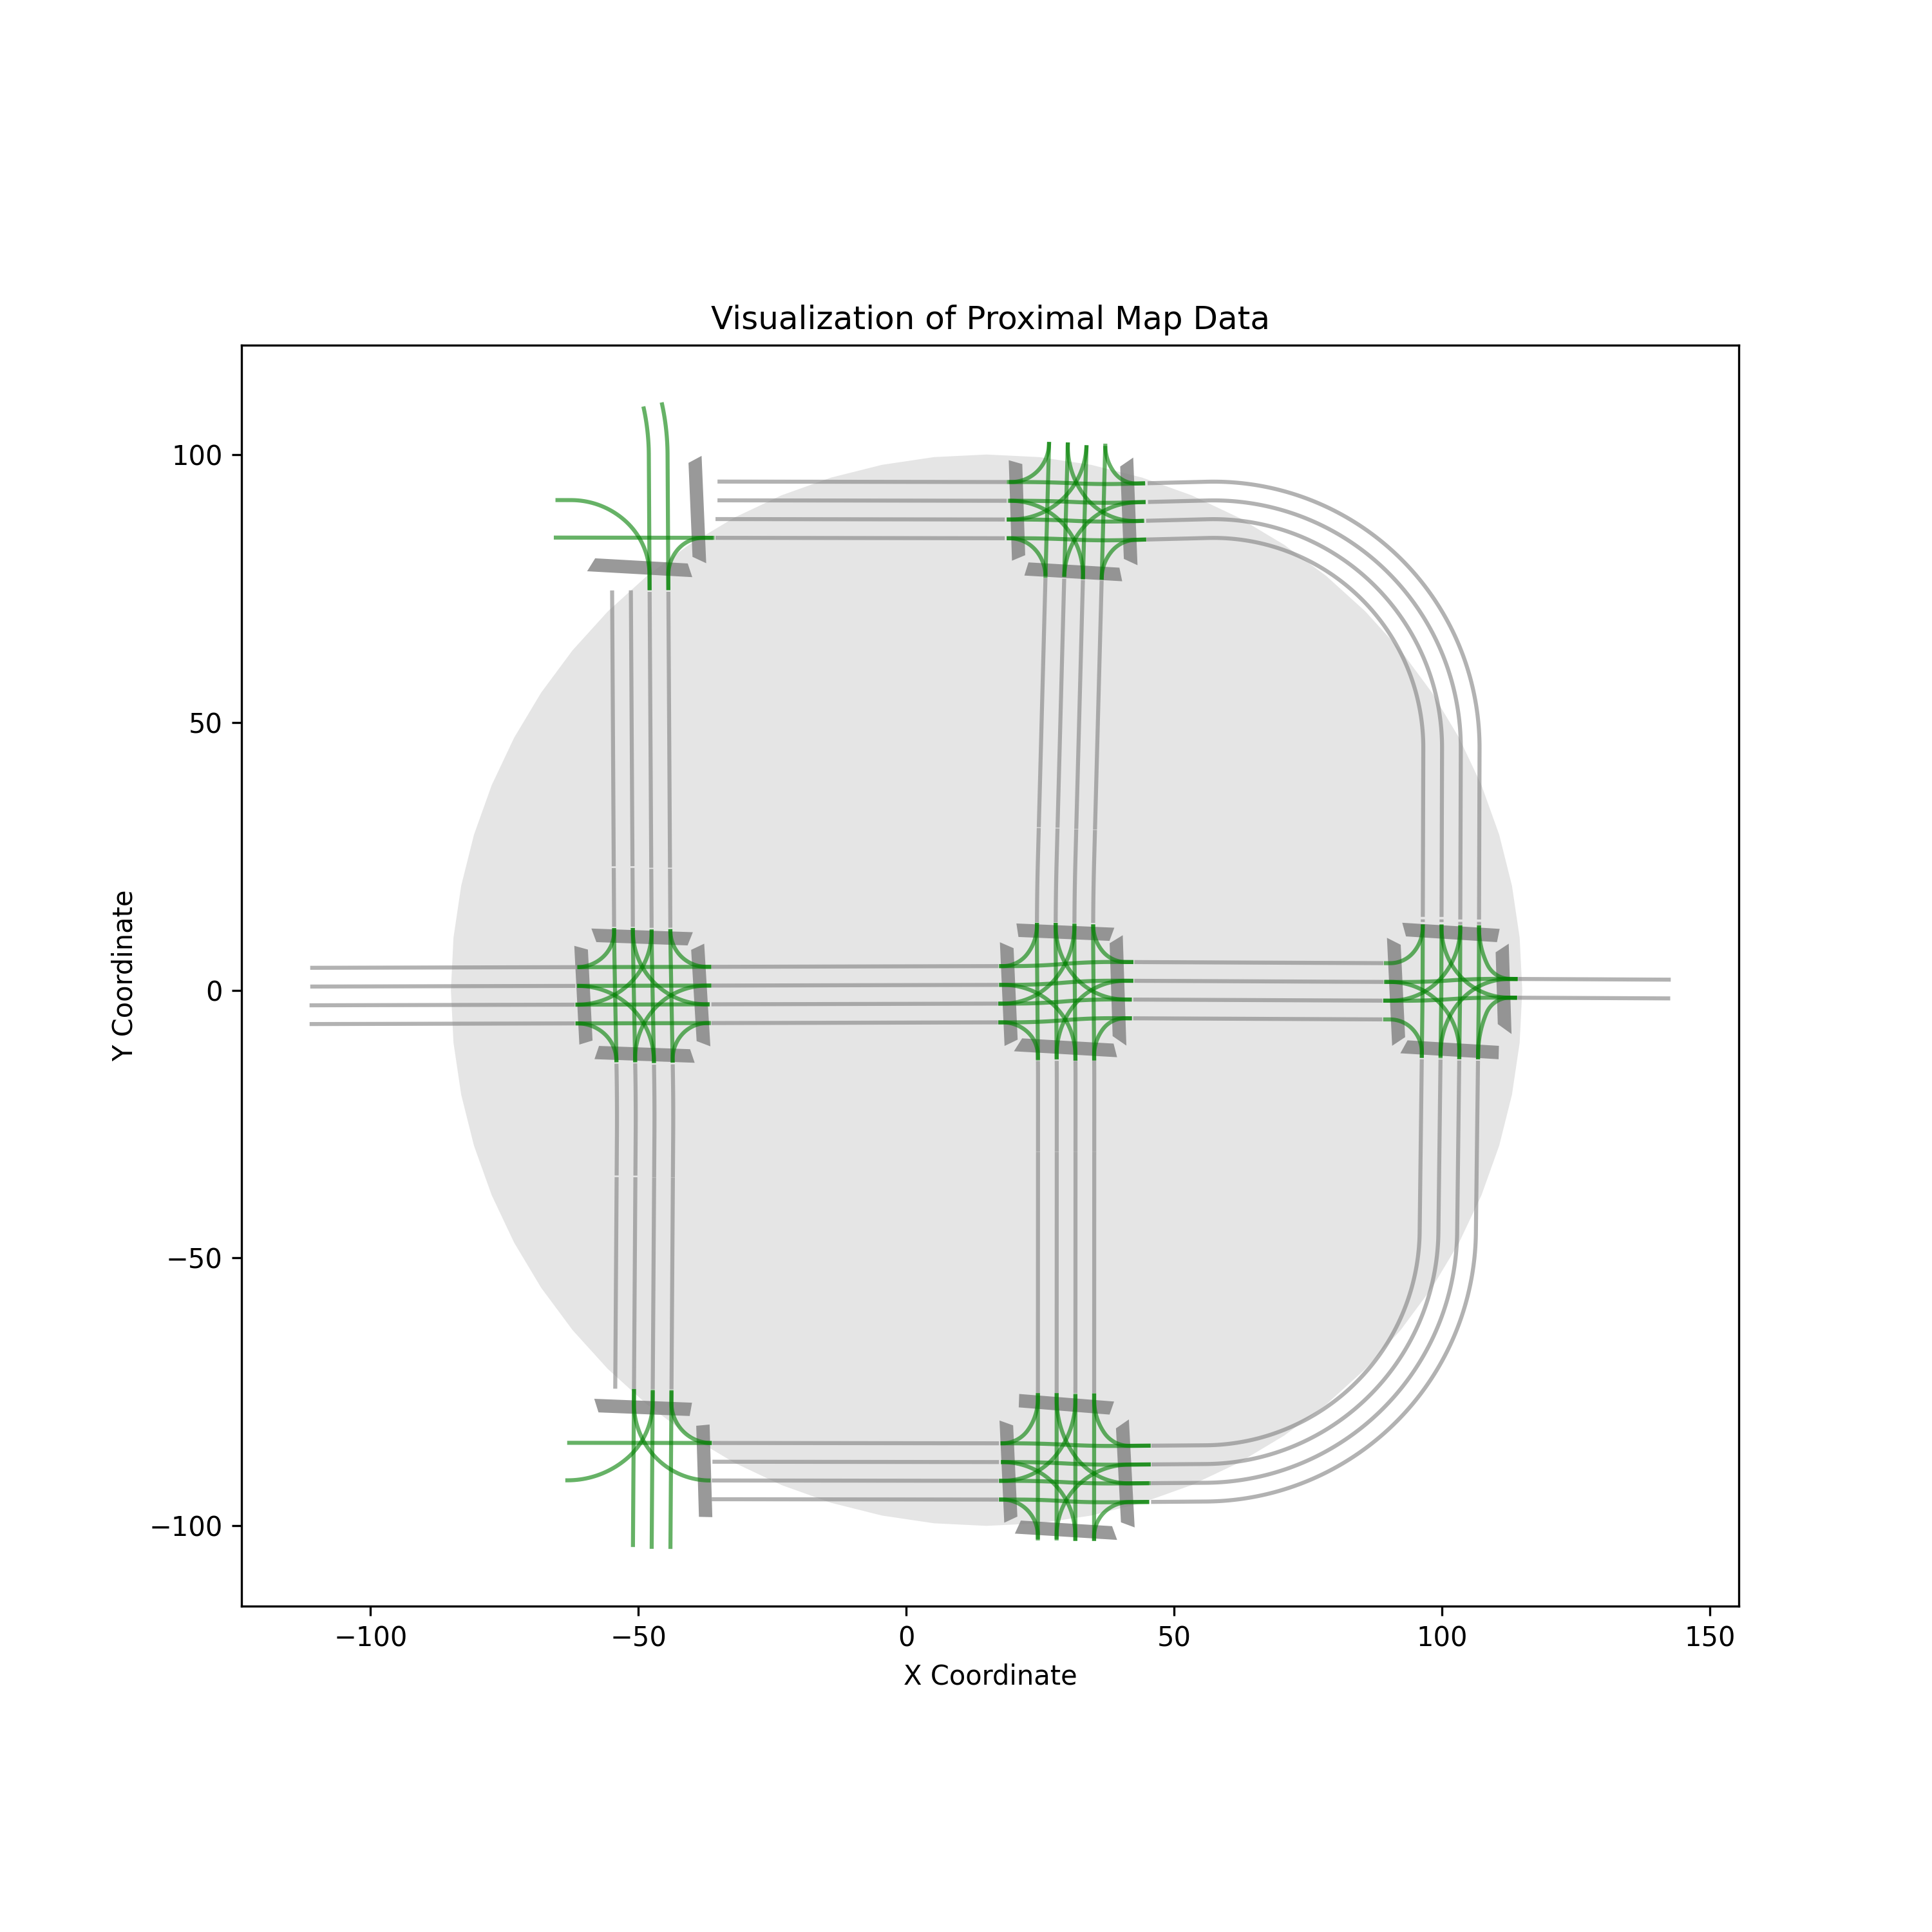 Visualization of Proximal Map Data
100
50
0
−50
−100
Y Coordinate
−100 −50 0 50 100 150
X Coordinate